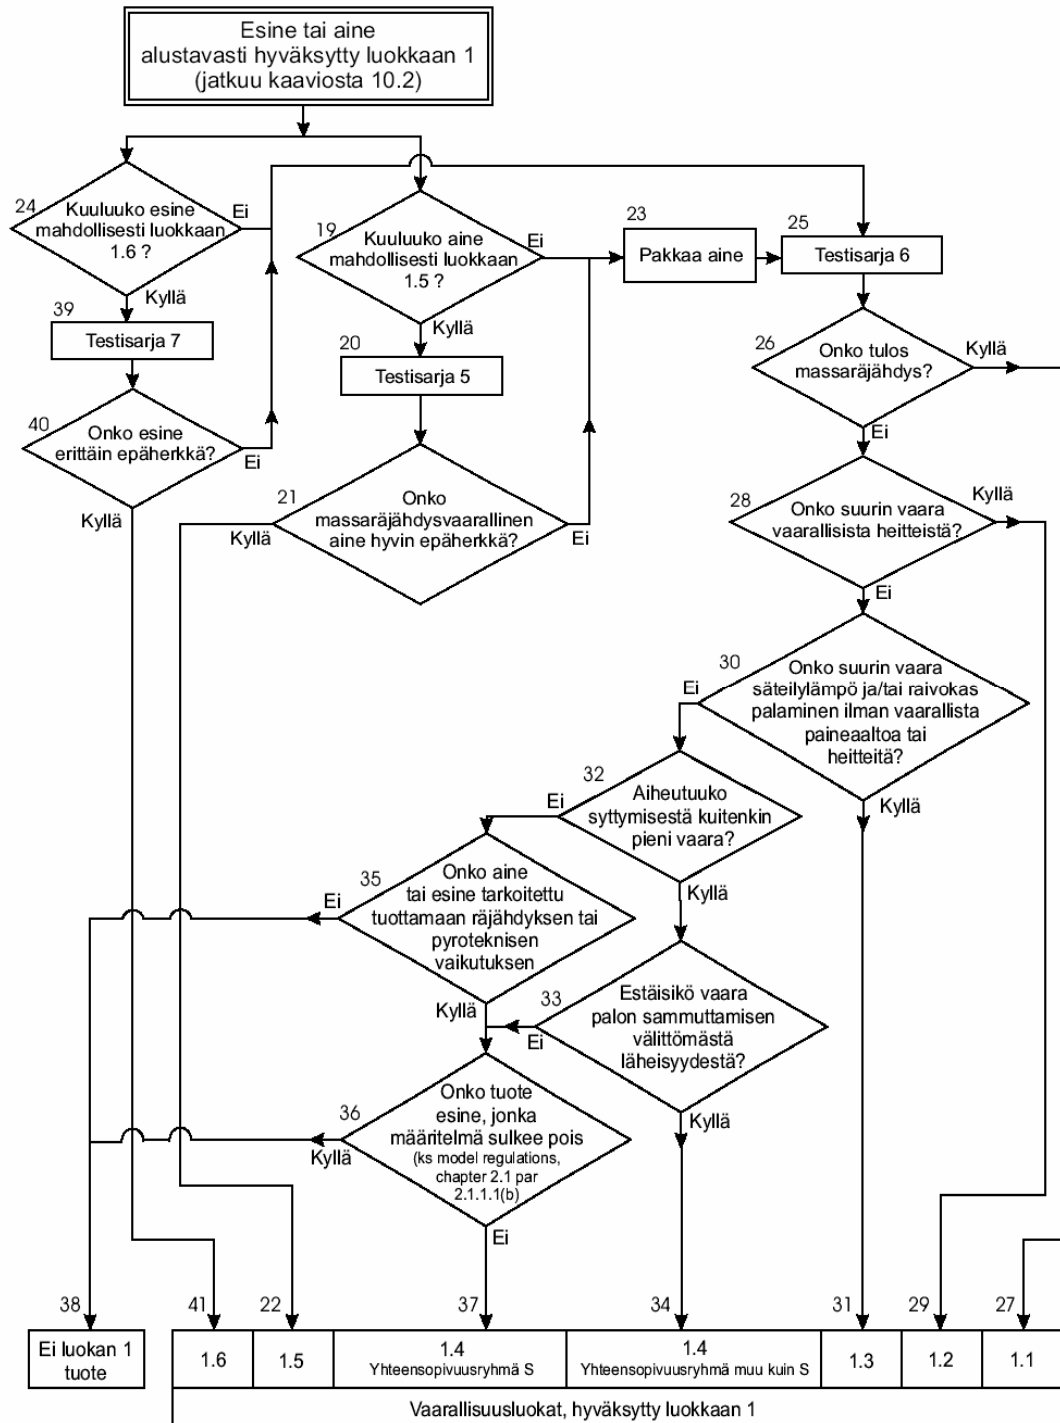 Esine tai aine
alustavasti hyväksytty luokkaan 1
(jatkuu kaaviosta 10.2)
24
Kuuluuko esine
mahdollisesti luokkaan
1.6 ?
Ei
Kyllä
19
Kuuluuko aine
mahdollisesti luokkaan
1.5 ?
Ei
Kyllä
23
Pakkaa aine
25
Testisarja 6
39
Testisarja 7
20
Testisarja 5
26
Onko tulos
massaräjähdys?
Kyllä
Ei
40
Onko esine
erittäin epäherkkä?
Ei
Kyllä
21
Onko
massaräjähdysvaarallinen
aine hyvin epäherkkä?
Kyllä
Ei
28
Onko suurin vaara
vaarallisista heitteistä?
Kyllä
Ei
30
Onko suurin vaara
säteilylämpö ja/tai raivokas
palaminen ilman vaarallista
paineaaltoa tai
heitteitä?
Ei
Kyllä
32
Aiheutuuko
syttymisestä kuitenkin
pieni vaara?
Ei
Kyllä
35
Onko aine
tai esine tarkoitettu
tuottamaan räjähdyksen tai
pyroteknisen
vaikutuksen
Ei
Kyllä
33
Estäisikö vaara
palon sammuttamisen
välittömästä
läheisyydestä?
Ei
Kyllä
36
Onko tuote
esine, jonka
määritelmä sulkee pois
(ks model regulations,
chapter 2.1 par
2.1.1.1(b)
Kyllä
Ei
38
41
22
37
34
31
29
27
Ei luokan 1
tuote
1.6
1.5
1.4
Yhteensopivuusryhmä S
1.4
Yhteensopivuusryhmä muu kuin S
1.3
1.2
1.1
Vaarallisuusluokat, hyväksytty luokkaan 1